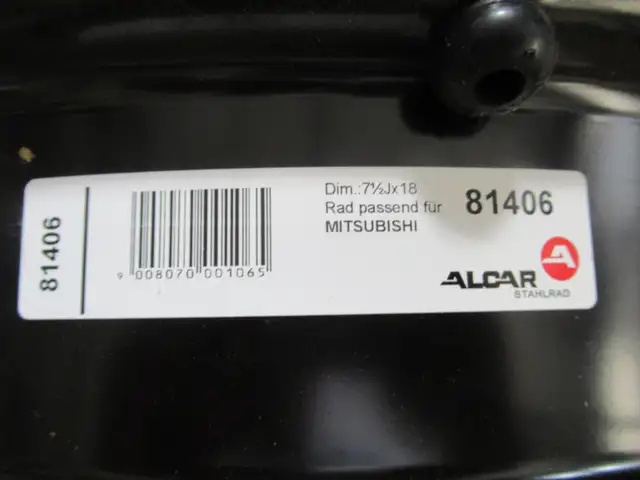 81406
9 008070 001065
Dim.:7½Jx18
Rad passend für
MITSUBISHI
81406
ALCAR
STAHLRAD